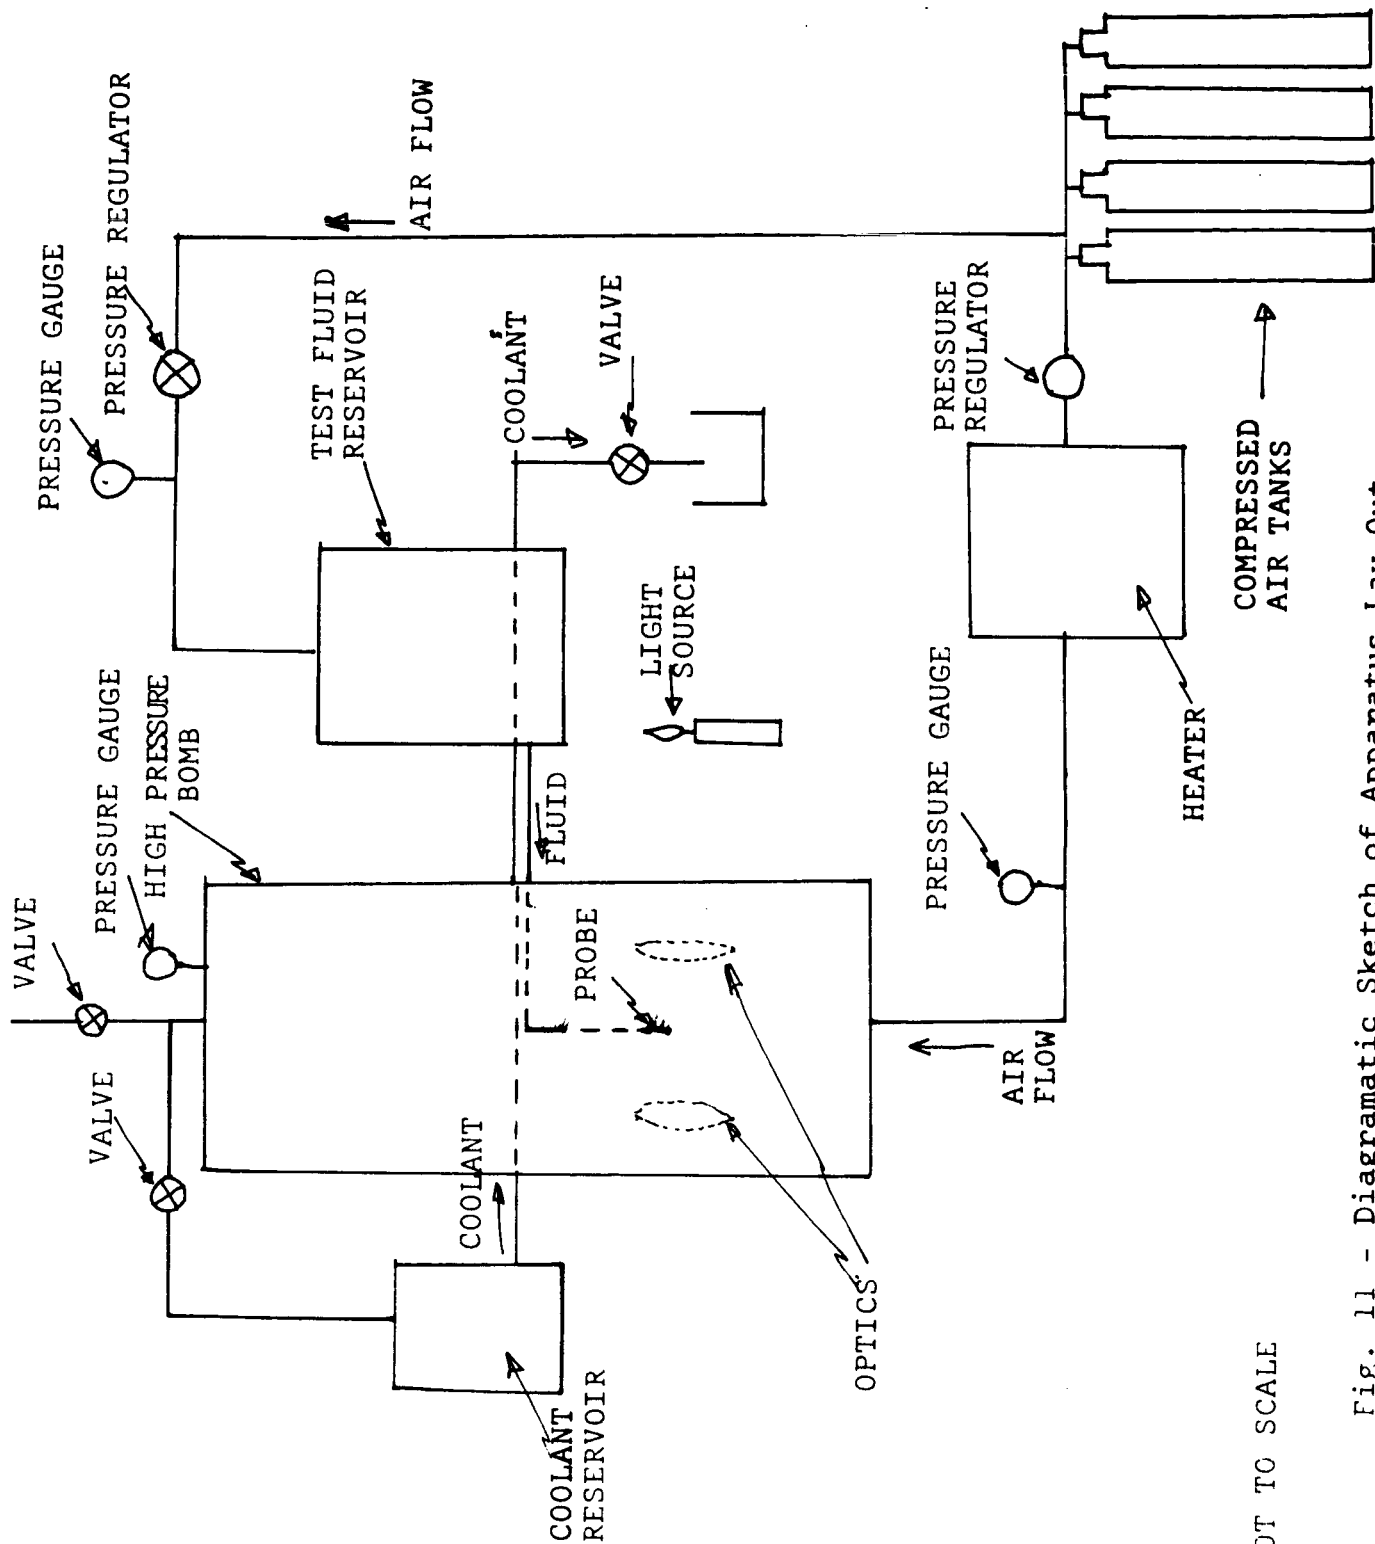 VALVE
PRESSURE GAUGE
HIGH PRESSURE
BOMB
PRESSURE GAUGE
PRESSURE REGULATOR
VALVE
TEST FLUID
RESERVOIR
AIR FLOW
COOLANT
COOLANT
VALVE
FLUID
LIGHT
SOURCE
PROBE
COOLANT
RESERVOIR
OPTICS
AIR
FLOW
PRESSURE GAUGE
PRESSURE
REGULATOR
HEATER
COMPRESSED
AIR TANKS
TO SCALE
Fig. 11 - Diagramatic Sketch of Apparatus Lay Out